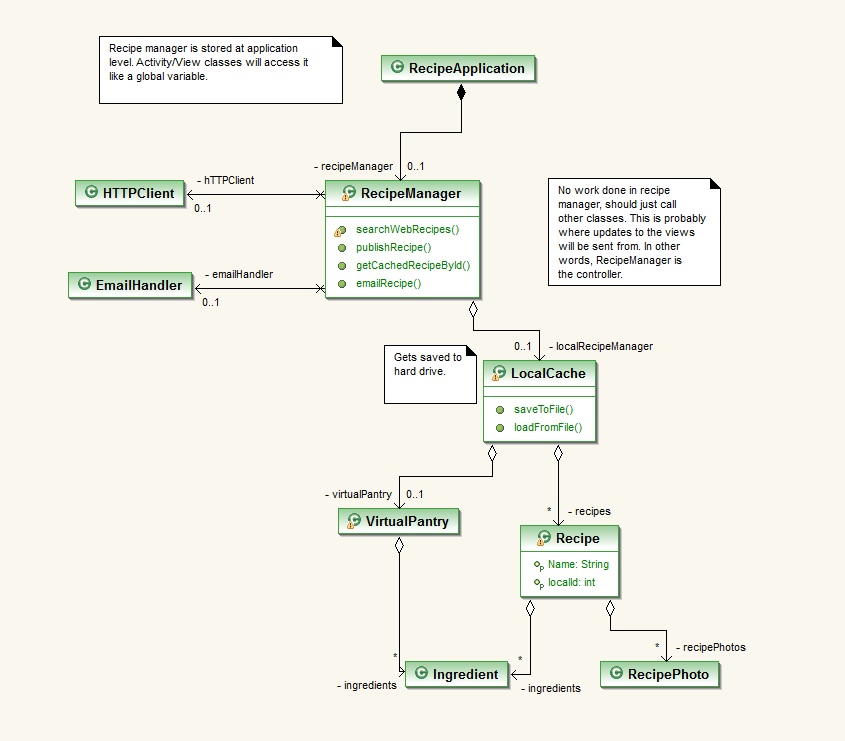 Recipe manager is stored at application
level. Activity/View classes will access it
like a global variable.
RecipeApplication
- recipeManager
0..1
- hTTPClient
HTTPClient
0..1
RecipeManager
searchWebRecipes()
publishRecipe()
getCachedRecipeById()
emailRecipe()
No work done in recipe
manager, should just call
other classes. This is probably
where updates to the views
will be sent from. In other
words, RecipeManager is
the controller.
- emailHandler
EmailHandler
0..1
0..1
- localRecipeManager
Gets saved to
hard drive.
LocalCache
saveToFile()
loadFromFile()
- virtualPantry
0..1
* - recipes
VirtualPantry
Recipe
Name: String
localId: int
*
- ingredients
Ingredient
*
- ingredients
* - recipePhotos
RecipePhoto